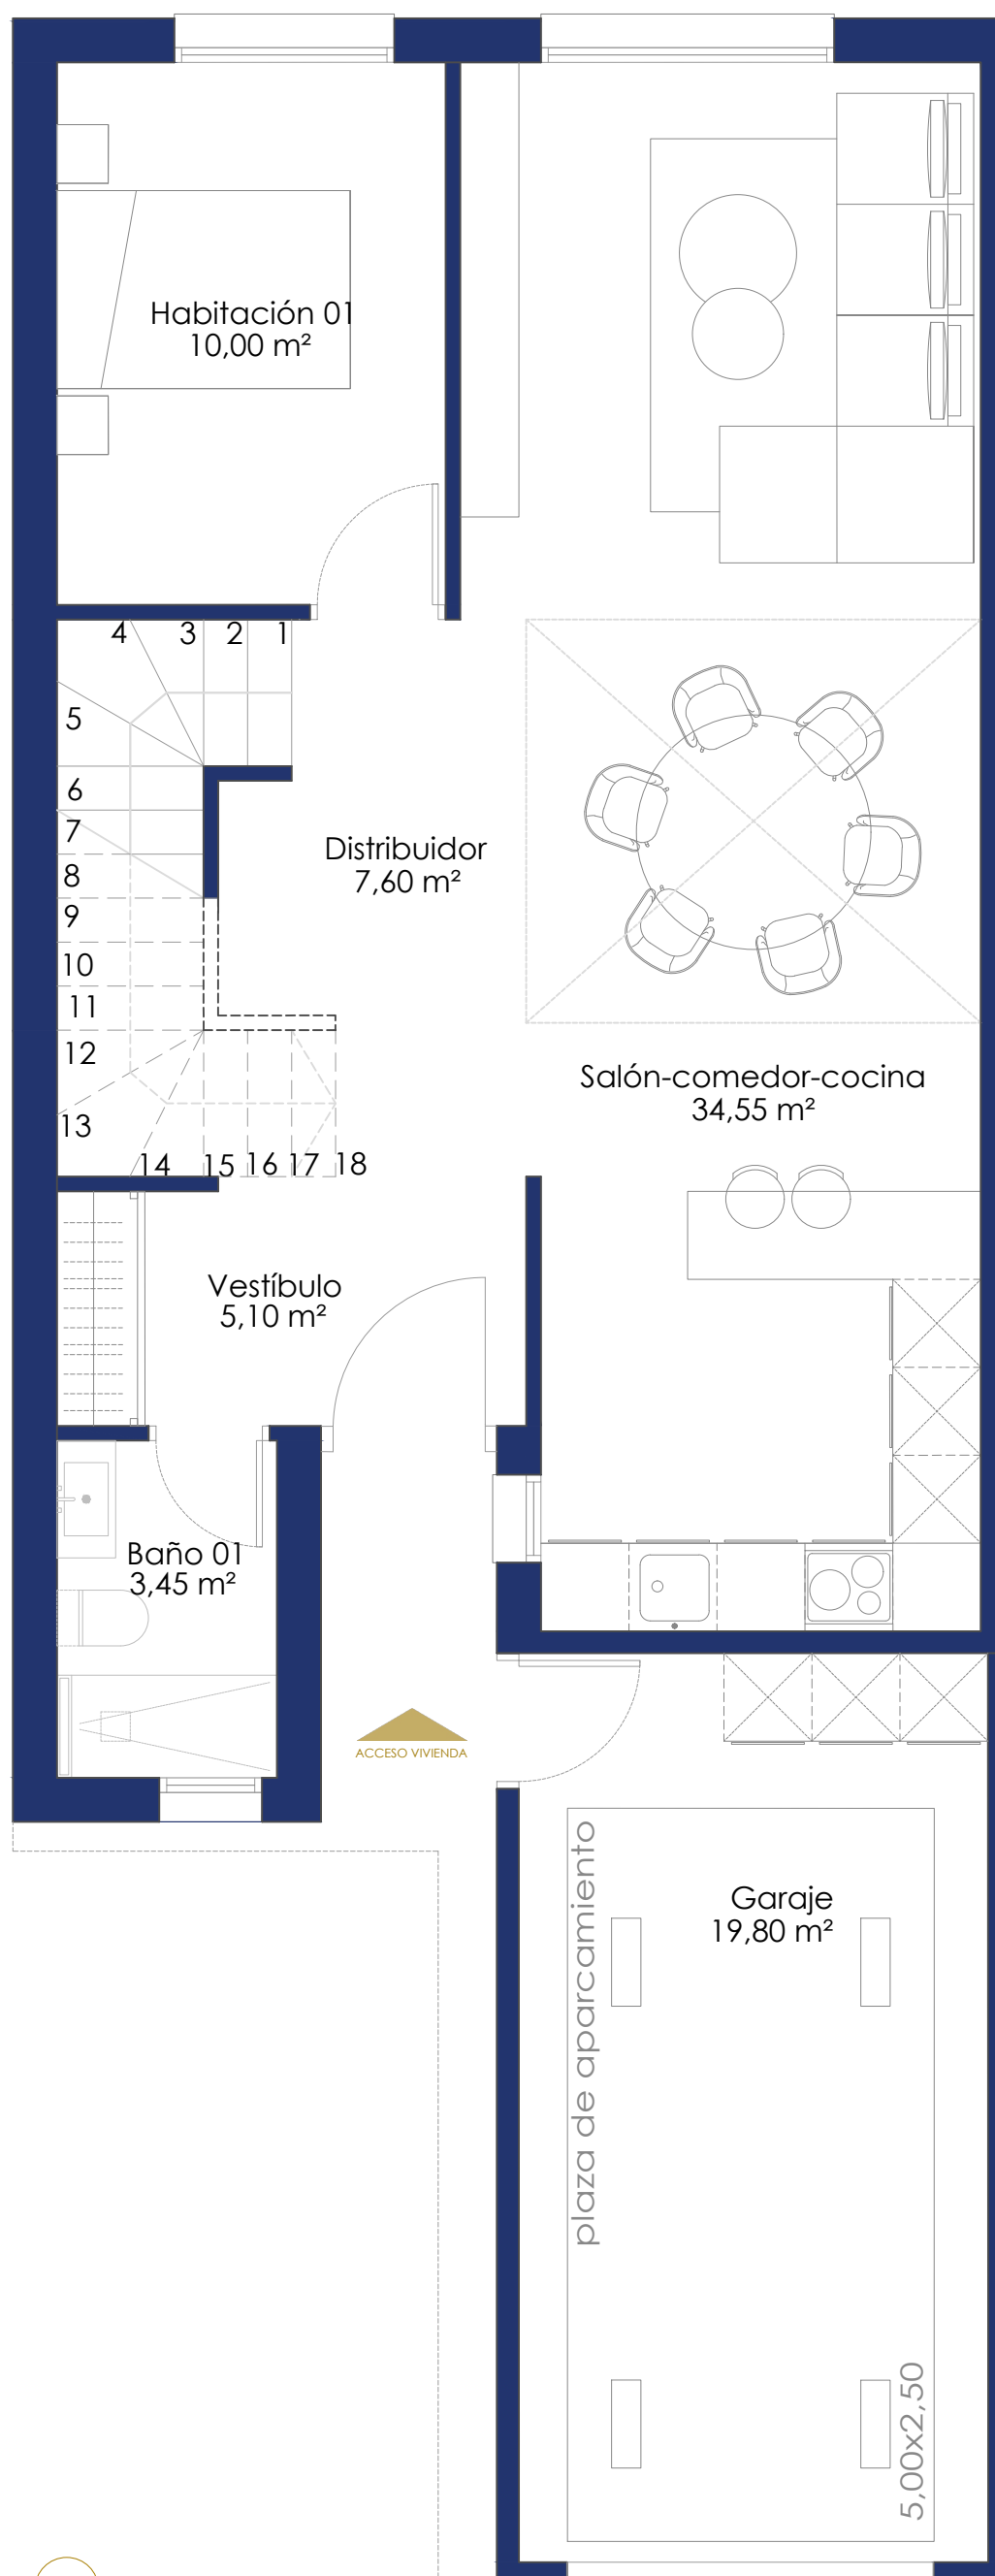 Habitación 01
10,00 m²
4
3
2
1
5
6
7
8
9
10
11
12
13
14
15
16
17
18
Distribuidor
7,60 m²
Salón-comedor-cocina
34,55 m²
Vestíbulo
5,10 m²
Baño 01
3,45 m²
ACCESO VIVIENDA
Garaje
19,80 m²
plaza de aparcamiento
5,00x2,50